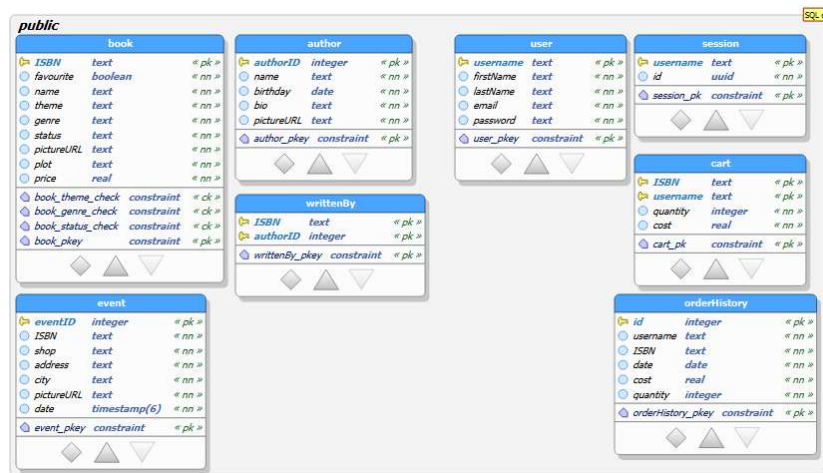 SQL
public
book
ISBN text « pk »
favourite boolean « nn »
name text « nn »
theme text « nn »
genre text « nn »
status text « nn »
pictureURL text « nn »
plot text « nn »
price real « nn »
book_theme_check constraint « ck »
book_genre_check constraint « ck »
book_status_check constraint « ck »
book_pkey constraint « pk »
author
authorID integer « pk »
name text « nn »
birthday date « nn »
bio text « nn »
pictureURL text « nn »
author_pkey constraint « pk »
user
username text « pk »
firstName text « nn »
lastName text « nn »
email text « nn »
password text « nn »
user_pkey constraint « pk »
session
username text « pk »
id uuid « nn »
session_pk constraint « pk »
writtenBy
ISBN text « pk »
authorID integer « pk »
writtenBy_pkey constraint « pk »
cart
ISBN text « pk »
username text « pk »
quantity integer « nn »
cost real « nn »
cart_pk constraint « pk »
event
eventID integer « pk »
ISBN text « nn »
shop text « nn »
address text « nn »
city text « nn »
pictureURL text « nn »
date timestamp(6) « nn »
event_pkey constraint « pk »
orderHistory
id integer « pk »
username text « nn »
ISBN text « nn »
date date « nn »
cost real « nn »
quantity integer « nn »
orderHistory_pkey constraint « pk »